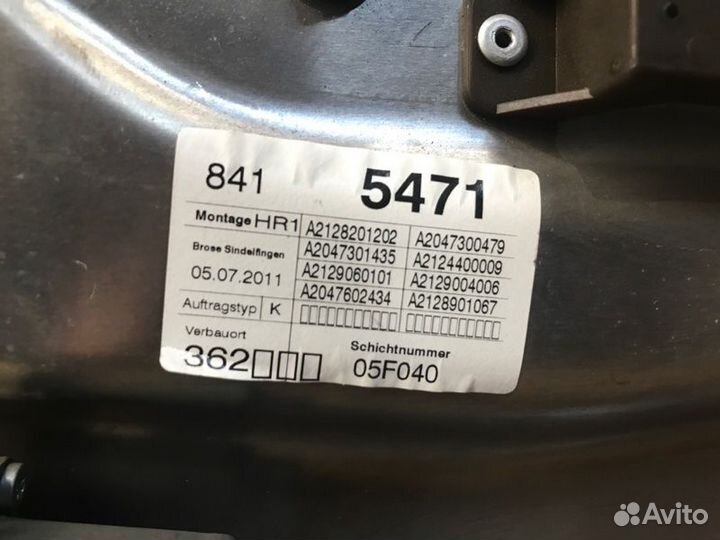 841 5471
Montage HR1 A2128201202 A2047300479
Brose Sindelfingen A2047301435 A2124400009
05.07.2011 A2129060101 A2129004006
Auftragstyp K A2047602434 A2128901067
Verbauort Schichtnummer
362 05F040
Avito